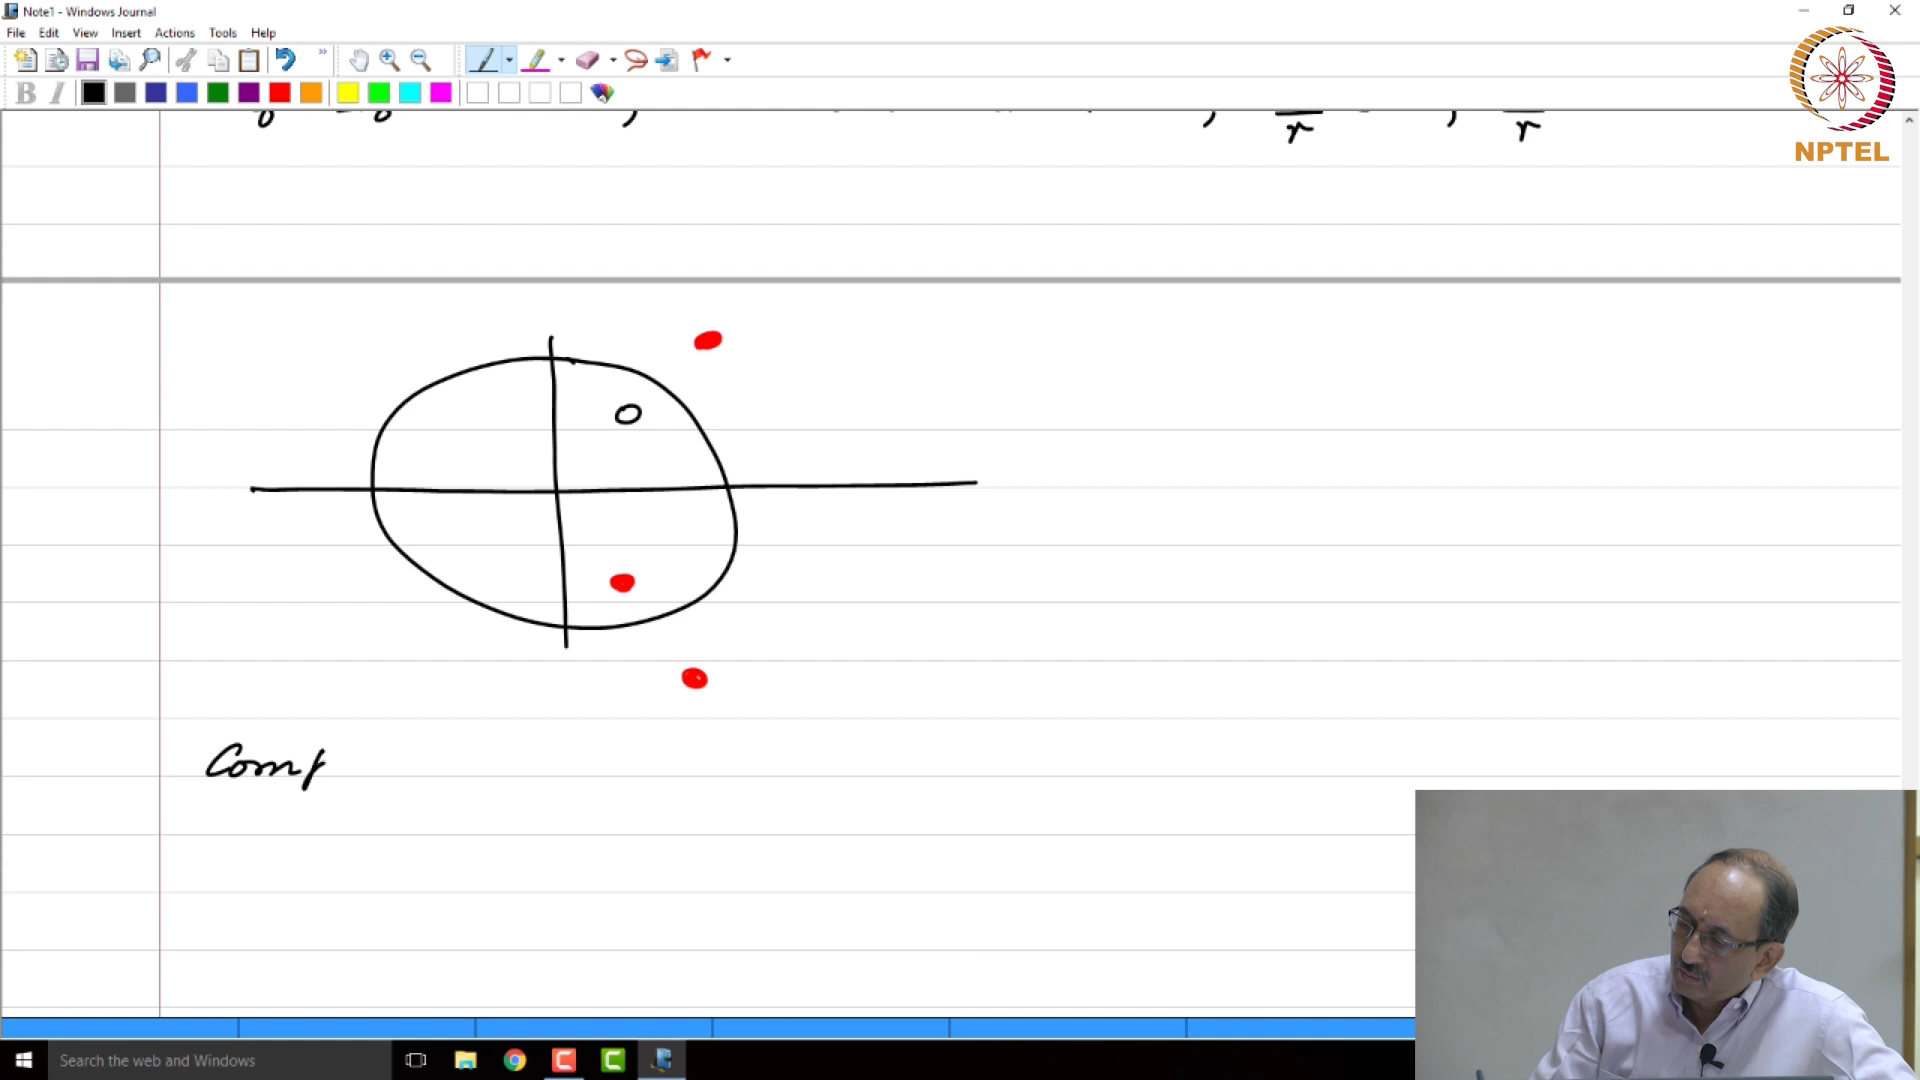 Note1 - Windows Journal
File Edit View Insert Actions Tools Help
B I
NPTEL
, r , r
Comp
Search the web and Windows